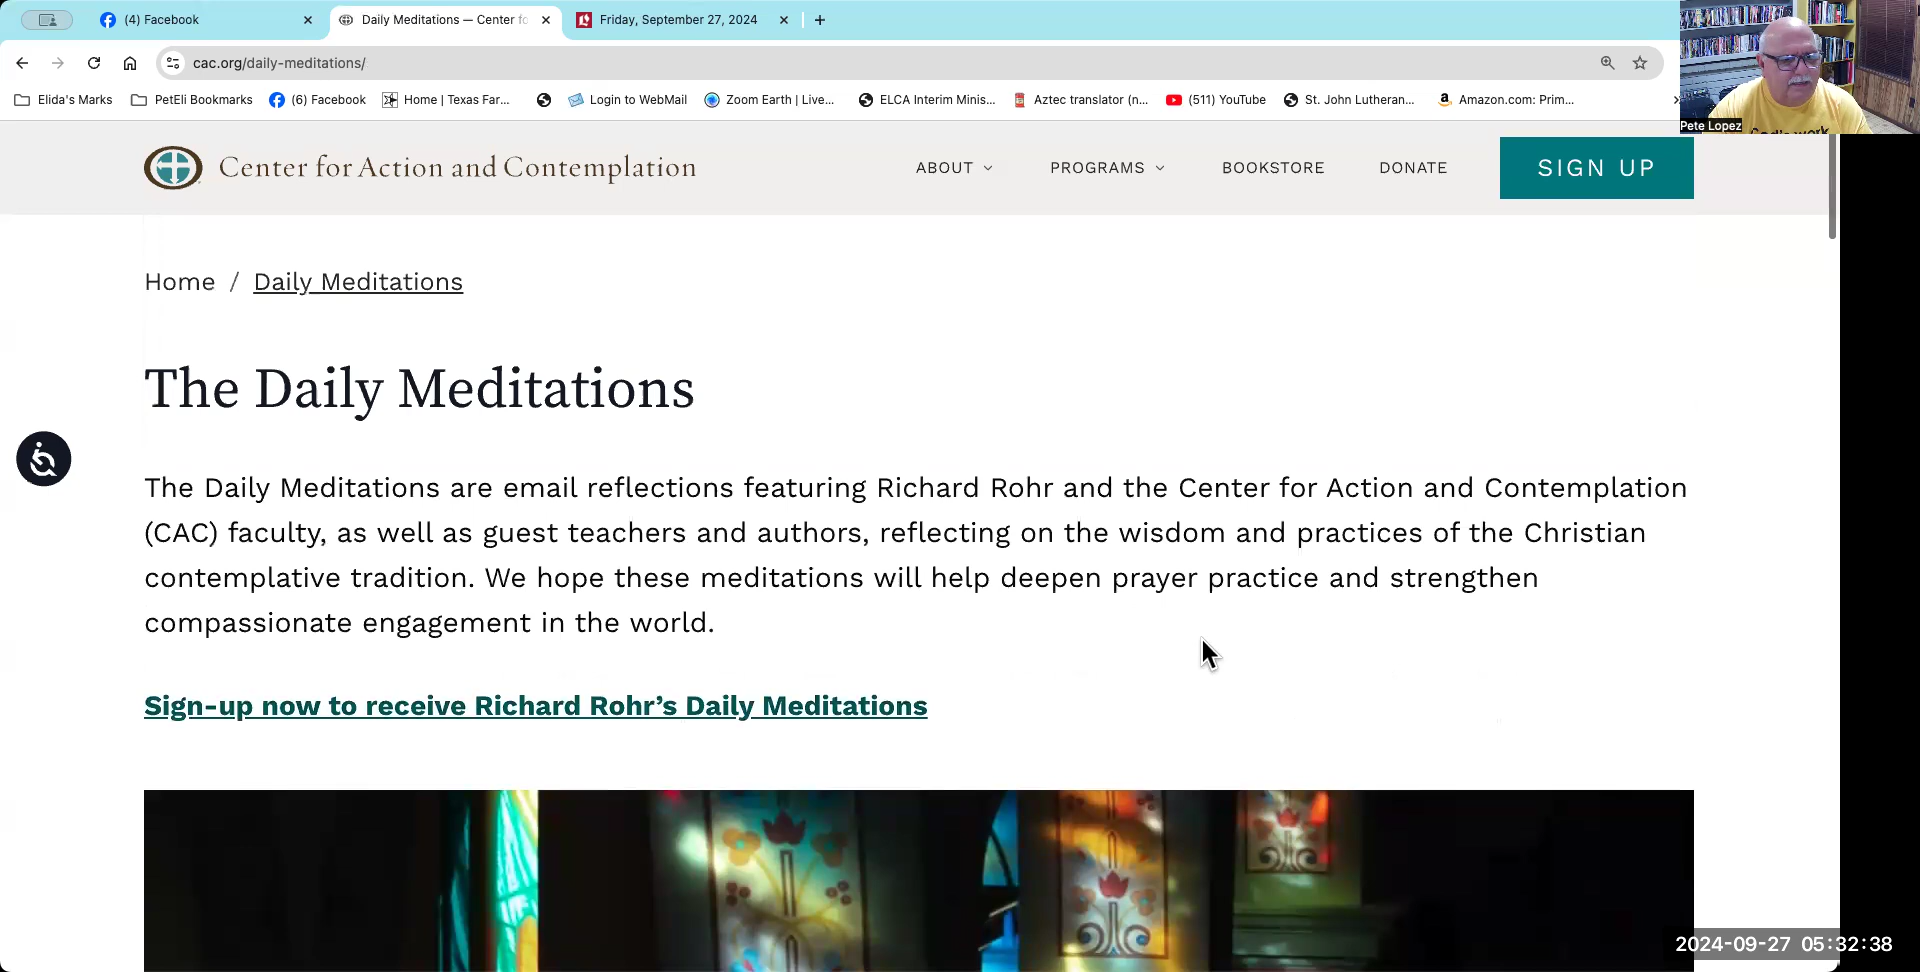 (4) Facebook
Daily Meditations — Center fo
Friday, September 27, 2024
cac.org/daily-meditations/
Elida's Marks
PetEli Bookmarks
(6) Facebook
Home | Texas Far...
Login to WebMail
Zoom Earth | Live...
ELCA Interim Minis...
Aztec translator (n...
(511) YouTube
St. John Lutheran...
Amazon.com: Prim...
Pete Lopez
Center for Action and Contemplation
ABOUT
PROGRAMS
BOOKSTORE
DONATE
SIGN UP
Home / Daily Meditations
The Daily Meditations
The Daily Meditations are email reflections featuring Richard Rohr and the Center for Action and Contemplation
(CAC) faculty, as well as guest teachers and authors, reflecting on the wisdom and practices of the Christian
contemplative tradition. We hope these meditations will help deepen prayer practice and strengthen
compassionate engagement in the world.
Sign-up now to receive Richard Rohr’s Daily Meditations
2024-09-27 05:32:38